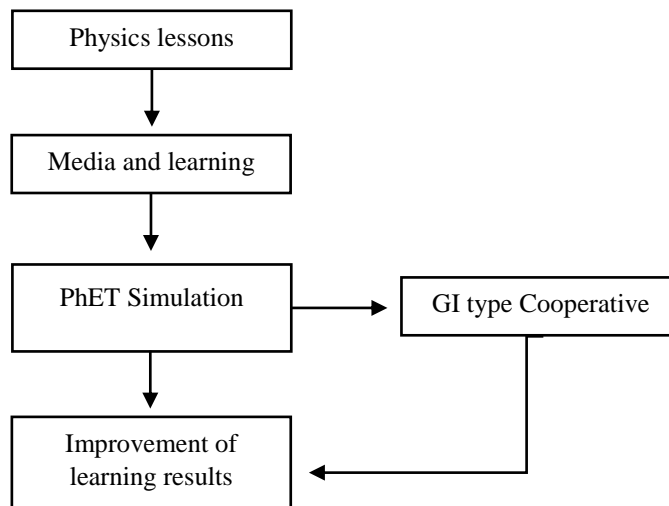 Physics lessons
Media and learning
PhET Simulation
GI type Cooperative
Improvement of
learning results